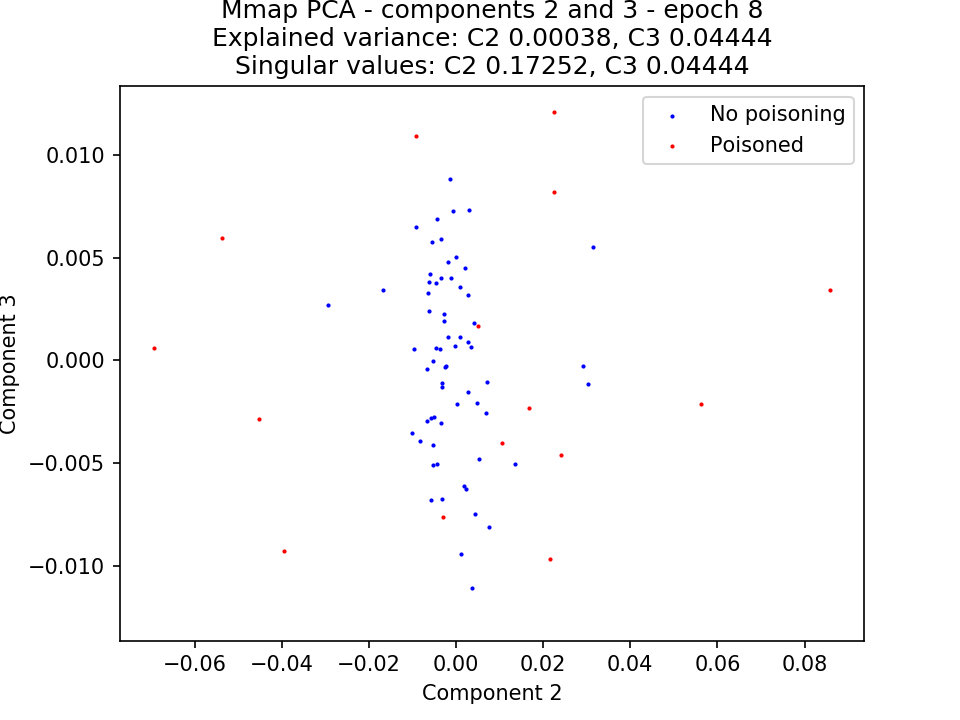 Mmap PCA - components 2 and 3 - epoch 8
Explained variance: C2 0.00038, C3 0.04444
Singular values: C2 0.17252, C3 0.04444
No poisoning
Poisoned
0.010
0.005
0.000
−0.005
−0.010
Component 3
−0.06 −0.04 −0.02 0.00 0.02 0.04 0.06 0.08
Component 2